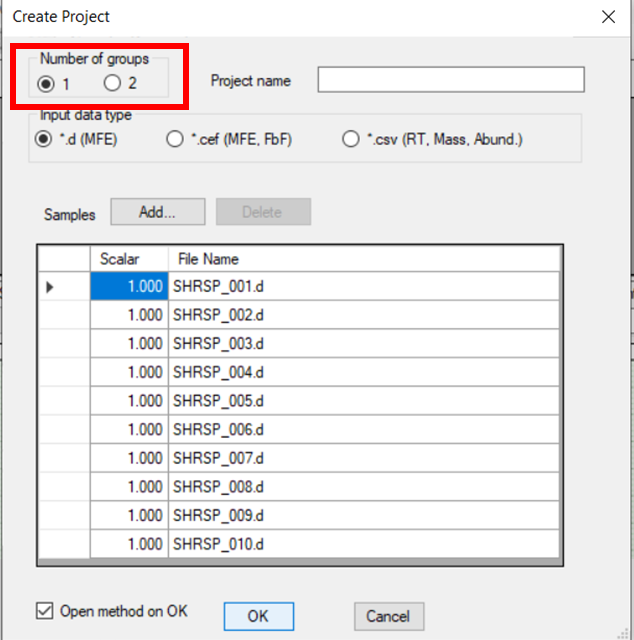 Create Project
Number of groups
1 2
Project name
Input data type
*.d (MFE) *.cef (MFE, FbF) *.csv (RT, Mass, Abund.)
Samples Add... Delete
Scalar File Name
1.000 SHRSP_001.d
1.000 SHRSP_002.d
1.000 SHRSP_003.d
1.000 SHRSP_004.d
1.000 SHRSP_005.d
1.000 SHRSP_006.d
1.000 SHRSP_007.d
1.000 SHRSP_008.d
1.000 SHRSP_009.d
1.000 SHRSP_010.d
Open method on OK OK Cancel